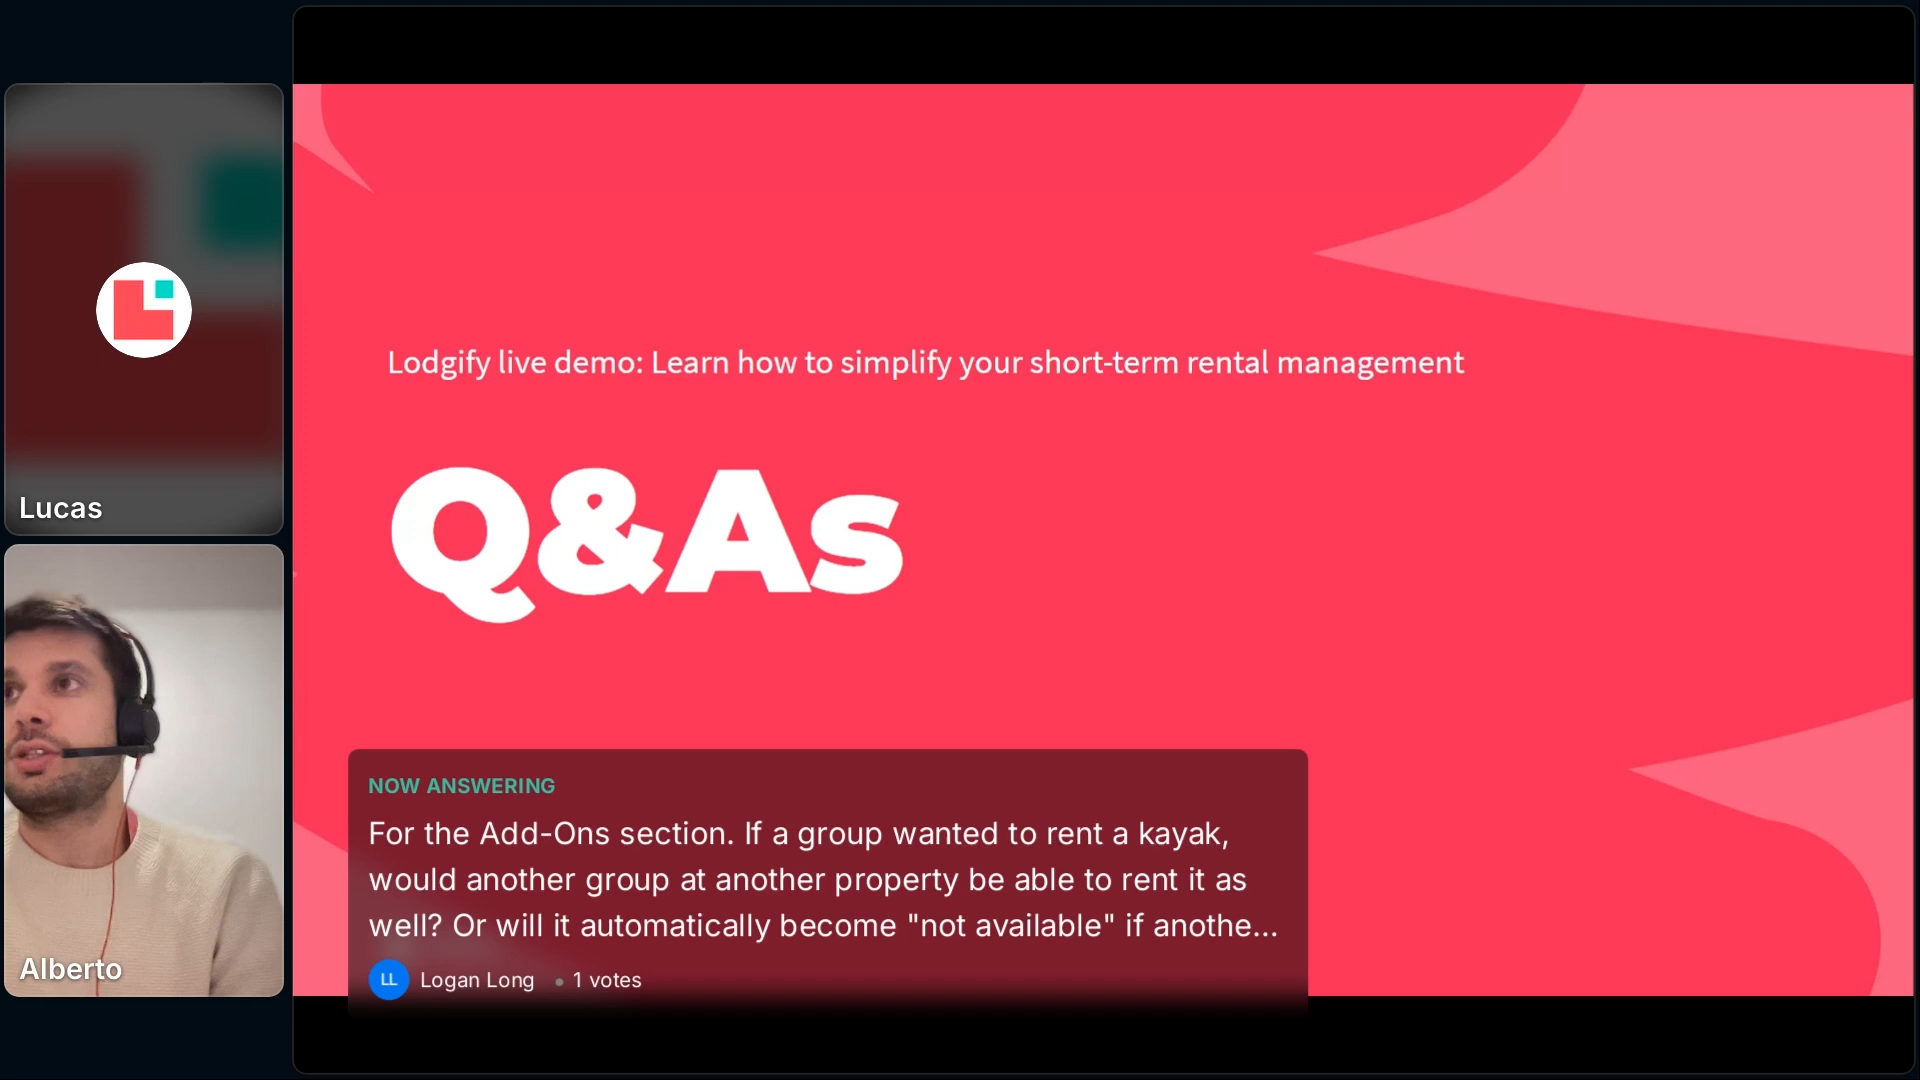 Lucas
Alberto
Lodgify live demo: Learn how to simplify your short-term rental management
Q&As
NOW ANSWERING
For the Add-Ons section. If a group wanted to rent a kayak,
would another group at another property be able to rent it as
well? Or will it automatically become "not available" if anothe...
LL Logan Long • 1 votes